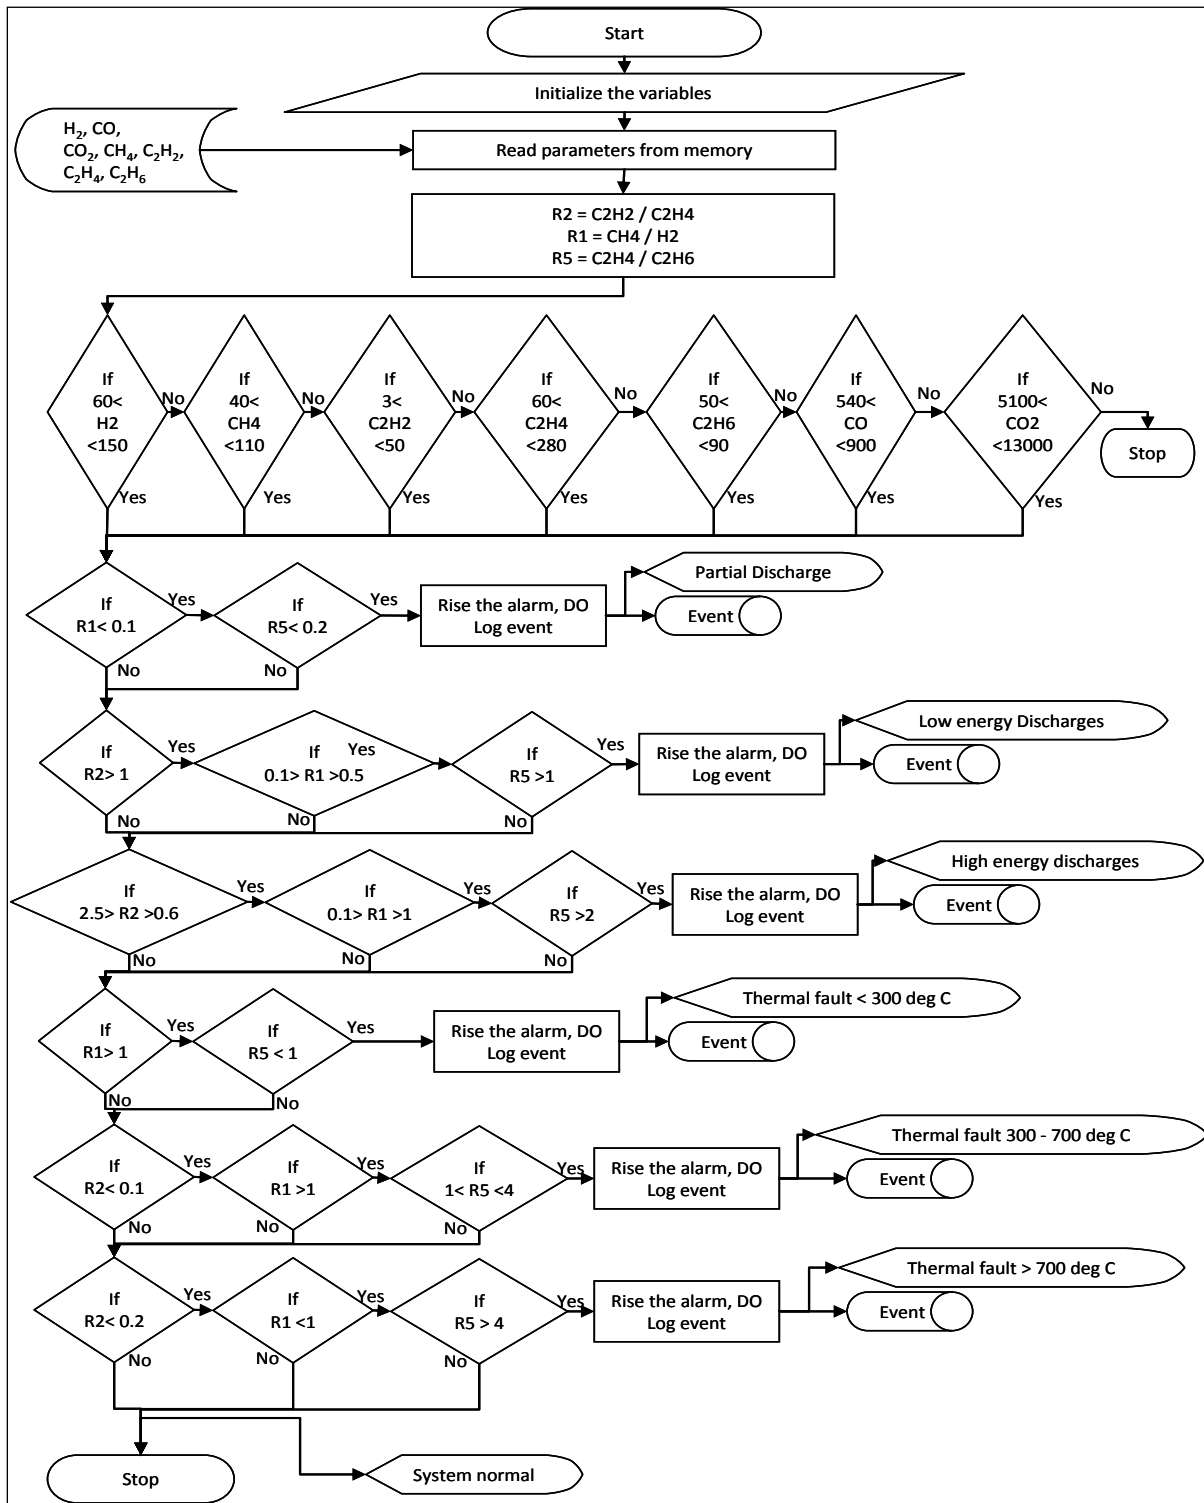 Start
Initialize the variables
H₂, CO,
CO₂, CH₄, C₂H₂,
C₂H₄, C₂H₆
Read parameters from memory
R2 = C2H2 / C2H4
R1 = CH4 / H2
R5 = C2H4 / C2H6
If
60<
H2
<150
No
Yes
If
40<
CH4
<110
No
Yes
If
3<
C2H2
<50
No
Yes
If
60<
C2H4
<280
No
Yes
If
50<
C2H6
<90
No
Yes
If
540<
CO
<900
No
Yes
If
5100<
CO2
<13000
No
Yes
Stop
If
R1< 0.1
Yes
No
If
R5< 0.2
Yes
No
Rise the alarm, DO
Log event
Partial Discharge
Event
If
R2> 1
Yes
No
If
0.1> R1 >0.5
Yes
No
If
R5 >1
Yes
No
Rise the alarm, DO
Log event
Low energy Discharges
Event
If
2.5> R2 >0.6
Yes
No
If
0.1> R1 >1
Yes
No
If
R5 >2
Yes
No
Rise the alarm, DO
Log event
High energy discharges
Event
If
R1> 1
Yes
No
If
R5 < 1
Yes
No
Rise the alarm, DO
Log event
Thermal fault < 300 deg C
Event
If
R2< 0.1
Yes
No
If
R1 >1
Yes
No
If
1< R5 <4
Yes
No
Rise the alarm, DO
Log event
Thermal fault 300 - 700 deg C
Event
If
R2< 0.2
Yes
No
If
R1 <1
Yes
No
If
R5 > 4
Yes
No
Rise the alarm, DO
Log event
Thermal fault > 700 deg C
Event
Stop
System normal